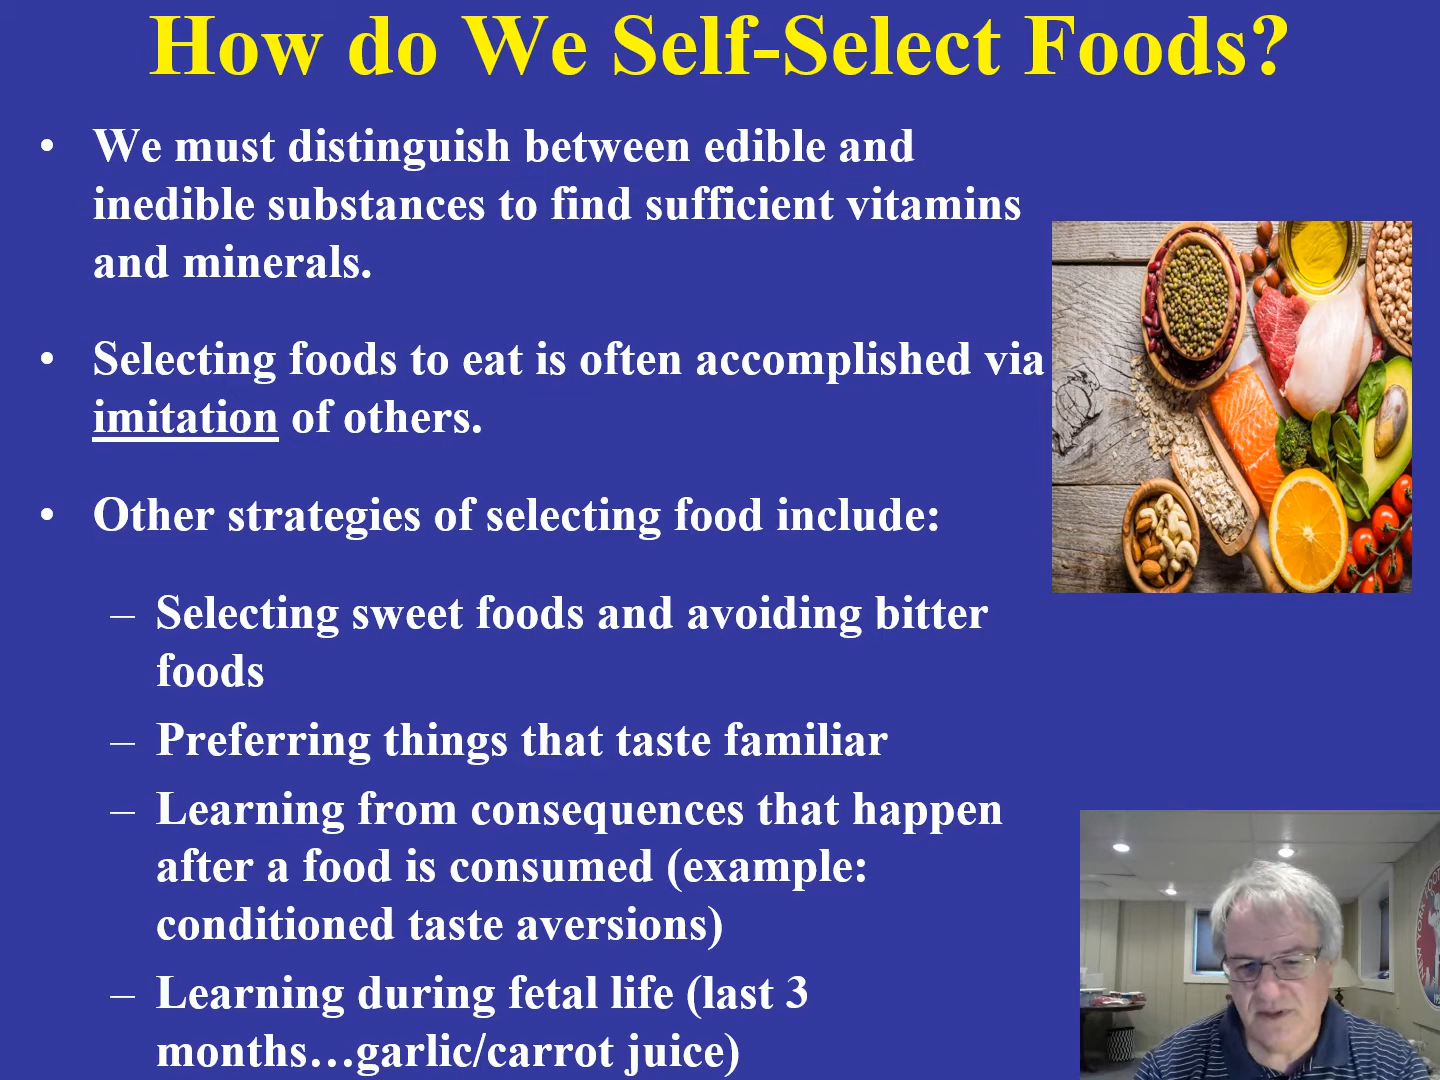 How do We Self-Select Foods?
• We must distinguish between edible and
inedible substances to find sufficient vitamins
and minerals.
• Selecting foods to eat is often accomplished via
imitation of others.
• Other strategies of selecting food include:
– Selecting sweet foods and avoiding bitter
foods
– Preferring things that taste familiar
– Learning from consequences that happen
after a food is consumed (example:
conditioned taste aversions)
– Learning during fetal life (last 3
months…garlic/carrot juice)
NEW YORK FOOT